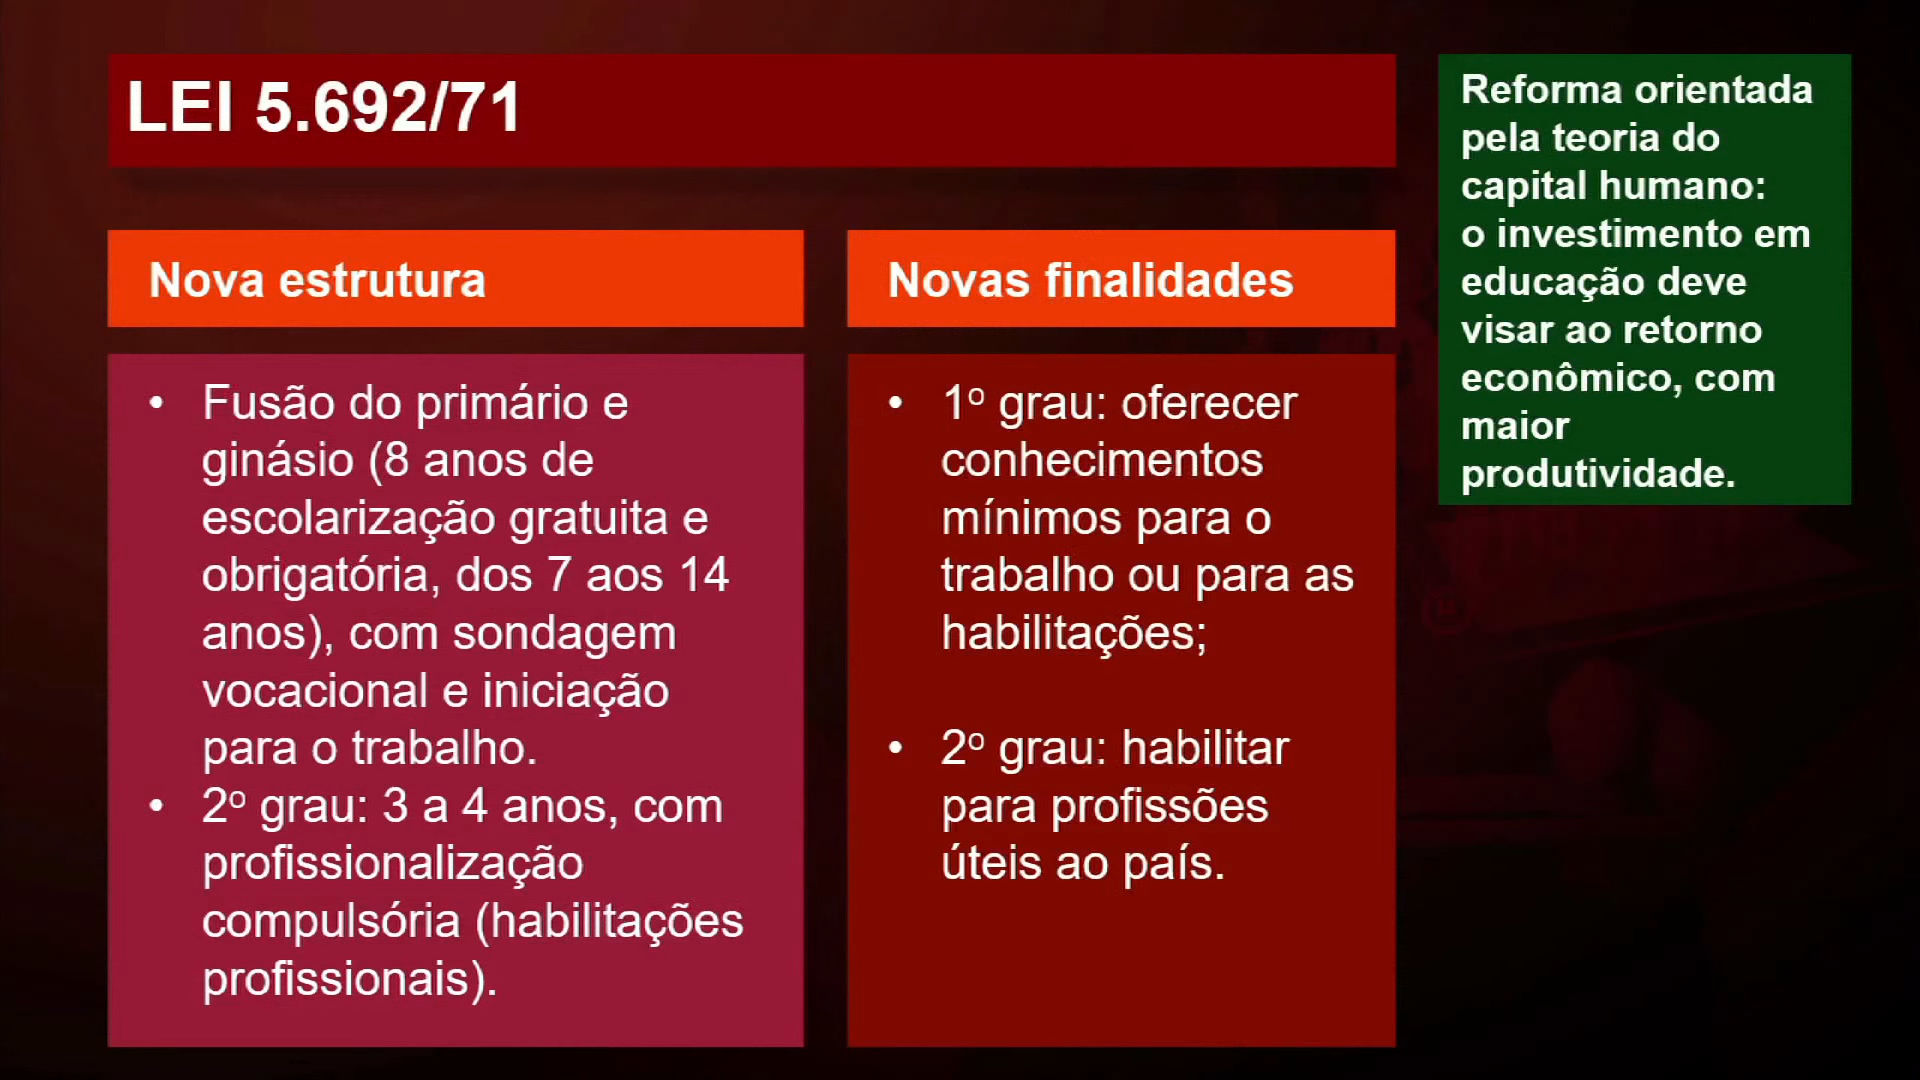 LEI 5.692/71
Nova estrutura
• Fusão do primário e
ginásio (8 anos de
escolarização gratuita e
obrigatória, dos 7 aos 14
anos), com sondagem
vocacional e iniciação
para o trabalho.
• 2º grau: 3 a 4 anos, com
profissionalização
compulsória (habilitações
profissionais).
Novas finalidades
• 1º grau: oferecer
conhecimentos
mínimos para o
trabalho ou para as
habilitações;
• 2º grau: habilitar
para profissões
úteis ao país.
Reforma orientada
pela teoria do
capital humano:
o investimento em
educação deve
visar ao retorno
econômico, com
maior
produtividade.